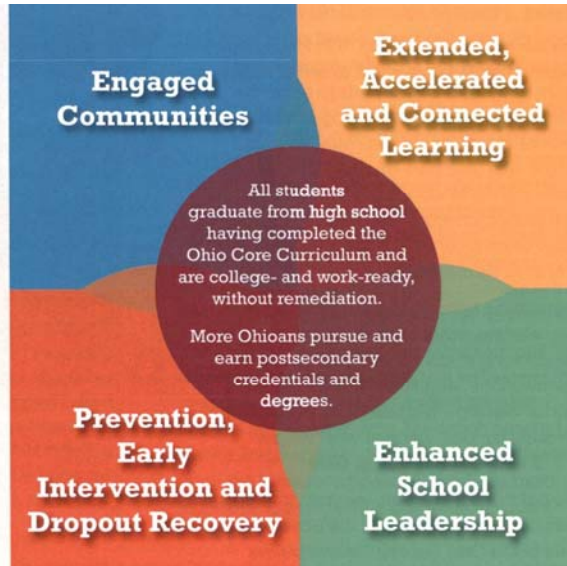 Engaged
Communities
Extended,
Accelerated
and Connected
Learning
All students
graduate from high school
having completed the
Ohio Core Curriculum and
are college- and work-ready,
without remediation.
More Ohioans pursue and
earn postsecondary
credentials and
degrees.
Prevention,
Early
Intervention and
Dropout Recovery
Enhanced
School
Leadership